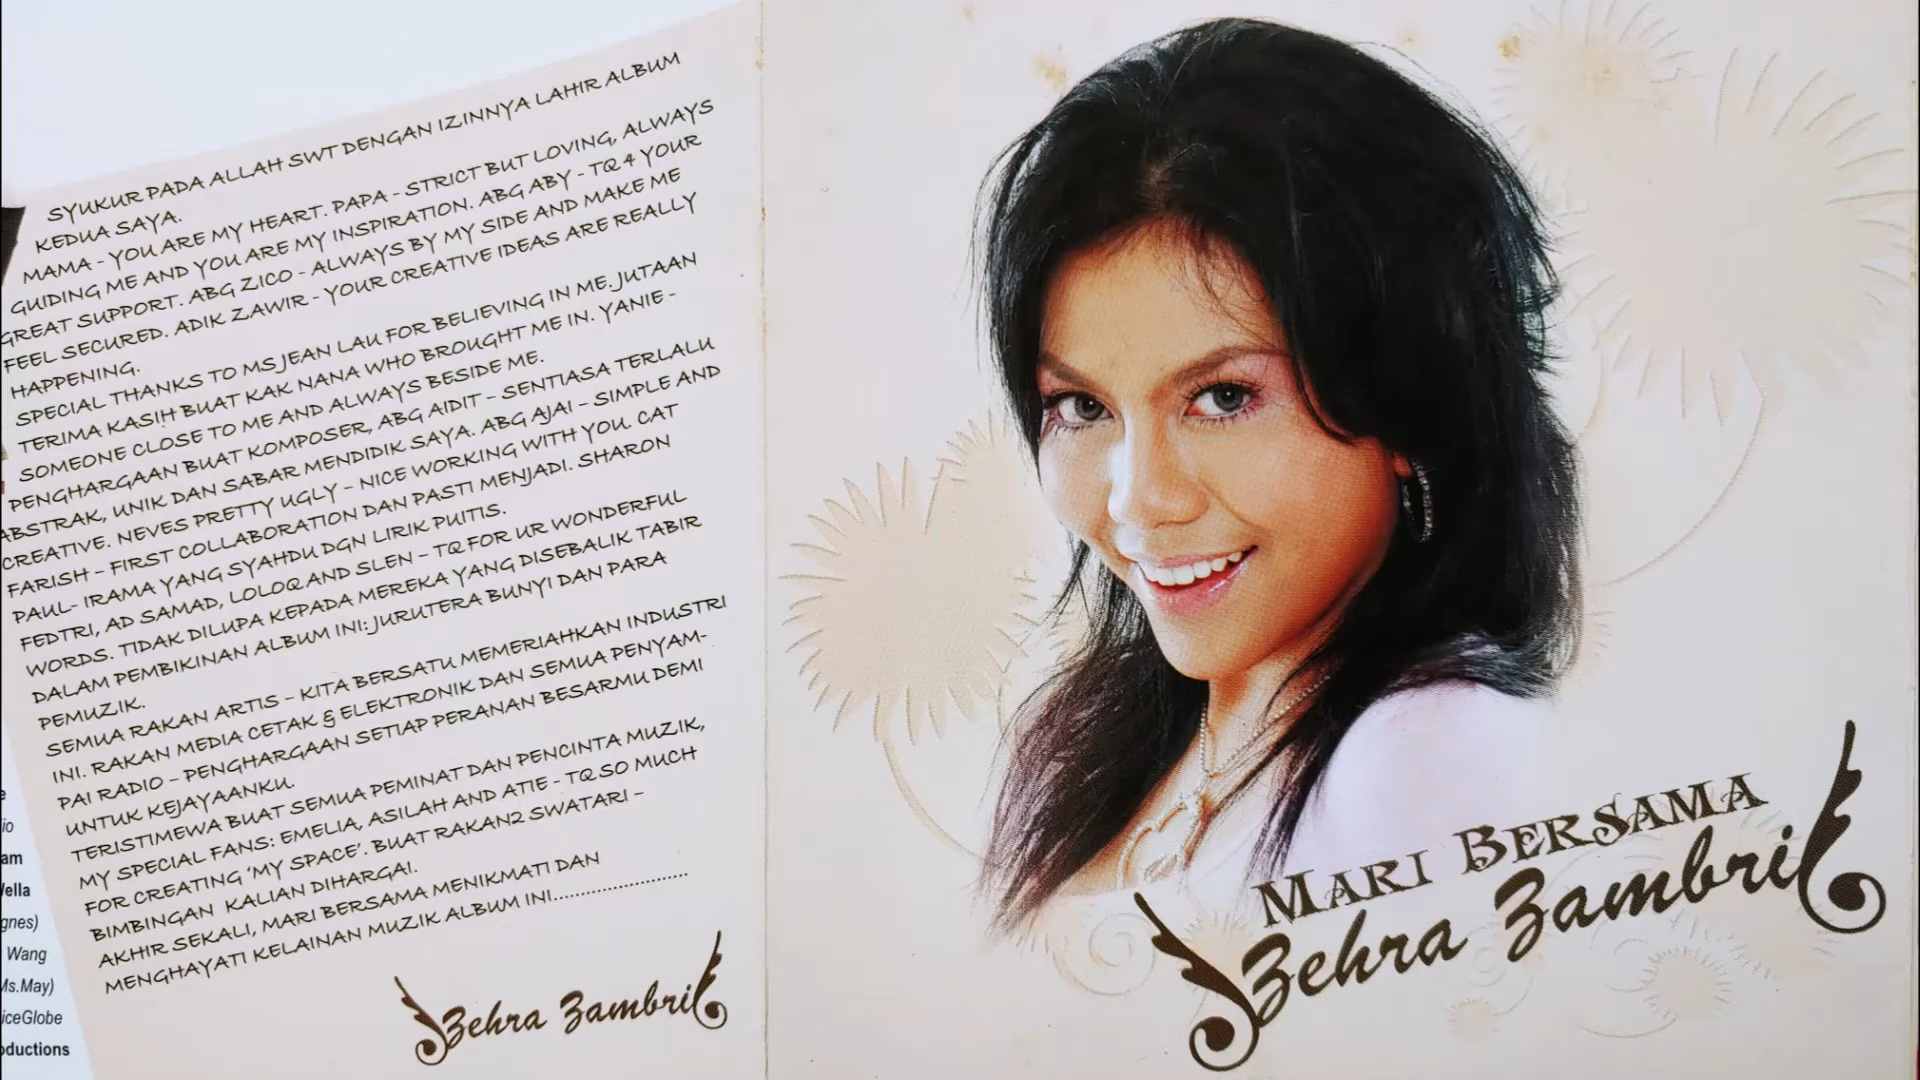 SYUKUR PADA ALLAH SWT DENGAN IZINNYA LAHIR ALBUM
KEDUA SAYA.
MAMA - YOU ARE MY HEART. PAPA - STRICT BUT LOVING, ALWAYS
GUIDING ME AND YOU ARE MY INSPIRATION. ABG ABY - TQ 4 YOUR
GREAT SUPPORT. ABG ZICO - ALWAYS BY MY SIDE AND MAKE ME
FEEL SECURED. ADIK ZAWIR - YOUR CREATIVE IDEAS ARE REALLY
HAPPENING.
SPECIAL THANKS TO MS JEAN LAU FOR BELIEVING IN ME. JUTAAN
TERIMA KASIH BUAT KAK NANA WHO BROUGHT ME IN. YANIE -
SOMEONE CLOSE TO ME AND ALWAYS BESIDE ME.
PENGHARGAAN BUAT KOMPOSER, ABG AIDIT - SENTIASA TERLALU
ABSTRAK, UNIK DAN SABAR MENDIDIK SAYA. ABG AJAI - SIMPLE AND
CREATIVE. NEVES PRETTY UGLY - NICE WORKING WITH YOU. CAT
FARISH - FIRST COLLABORATION DAN PASTI MENJADI. SHARON
PAUL- IRAMA YANG SYAHDU DGN LIRIK PUITIS.
FEDTRI, AD SAMAD, LOLOQ AND SLEN - TQ FOR UR WONDERFUL
WORDS. TIDAK DILUPA KEPADA MEREKA YANG DISEBALIK TABIR
DALAM PEMBIKINAN ALBUM INI: JURUTERA BUNYI DAN PARA
PEMUZIK.
SEMUA RAKAN ARTIS - KITA BERSATU MEMERIAHKAN INDUSTRI
INI. RAKAN MEDIA CETAK & ELEKTRONIK DAN SEMUA PENYAM-
PAI RADIO - PENGHARGAAN SETIAP PERANAN BESARMU DEMI
UNTUK KEJAYAANKU.
TERISTIMEWA BUAT SEMUA PEMINAT DAN PENCINTA MUZIK,
MY SPECIAL FANS: EMELIA, ASILAH AND ATIE - TQ SO MUCH
FOR CREATING 'MY SPACE'. BUAT RAKAN2 SWATARI -
BIMBINGAN KALIAN DIHARGAI.
AKHIR SEKALI, MARI BERSAMA MENIKMATI DAN
MENGHAYATI KELAINAN MUZIK ALBUM INI........................
Zehra Zambri
gnes)
Wang
Ms.May)
iceGlobe
oductions
MARI BERSAMA
Zehra Zambri